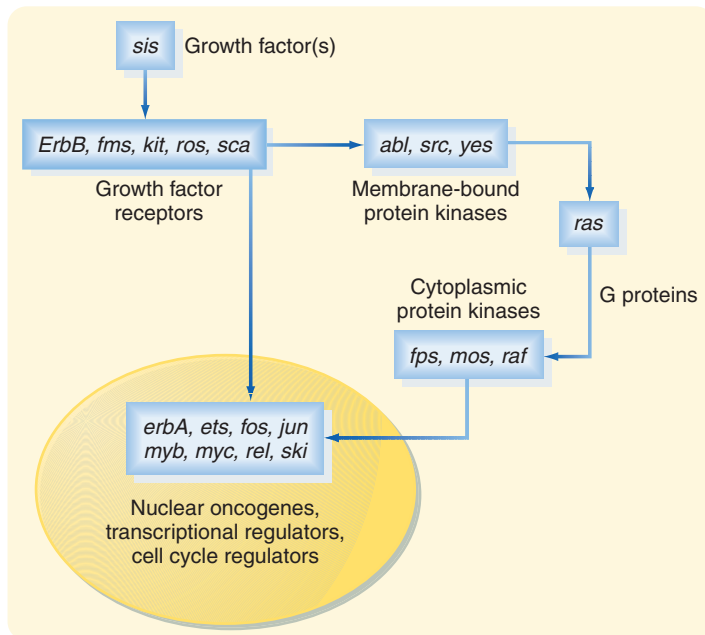 sis
Growth factor(s)
ErbB, fms, kit, ros, sca
Growth factor
receptors
abl, src, yes
Membrane-bound
protein kinases
ras
G proteins
Cytoplasmic
protein kinases
fps, mos, raf
erbA, ets, fos, jun
myb, myc, rel, ski
Nuclear oncogenes,
transcriptional regulators,
cell cycle regulators